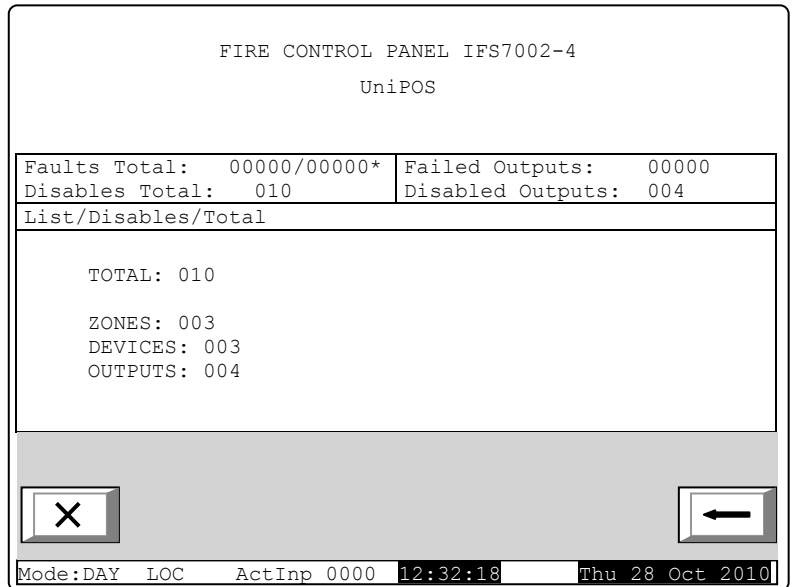 FIRE CONTROL PANEL IFS7002-4
UniPOS
Faults Total: 00000/00000* Failed Outputs: 00000
Disables Total: 010 Disabled Outputs: 004
List/Disables/Total
TOTAL: 010
ZONES: 003
DEVICES: 003
OUTPUTS: 004
Mode:DAY LOC ActInp 0000 12:32:18 Thu 28 Oct 2010